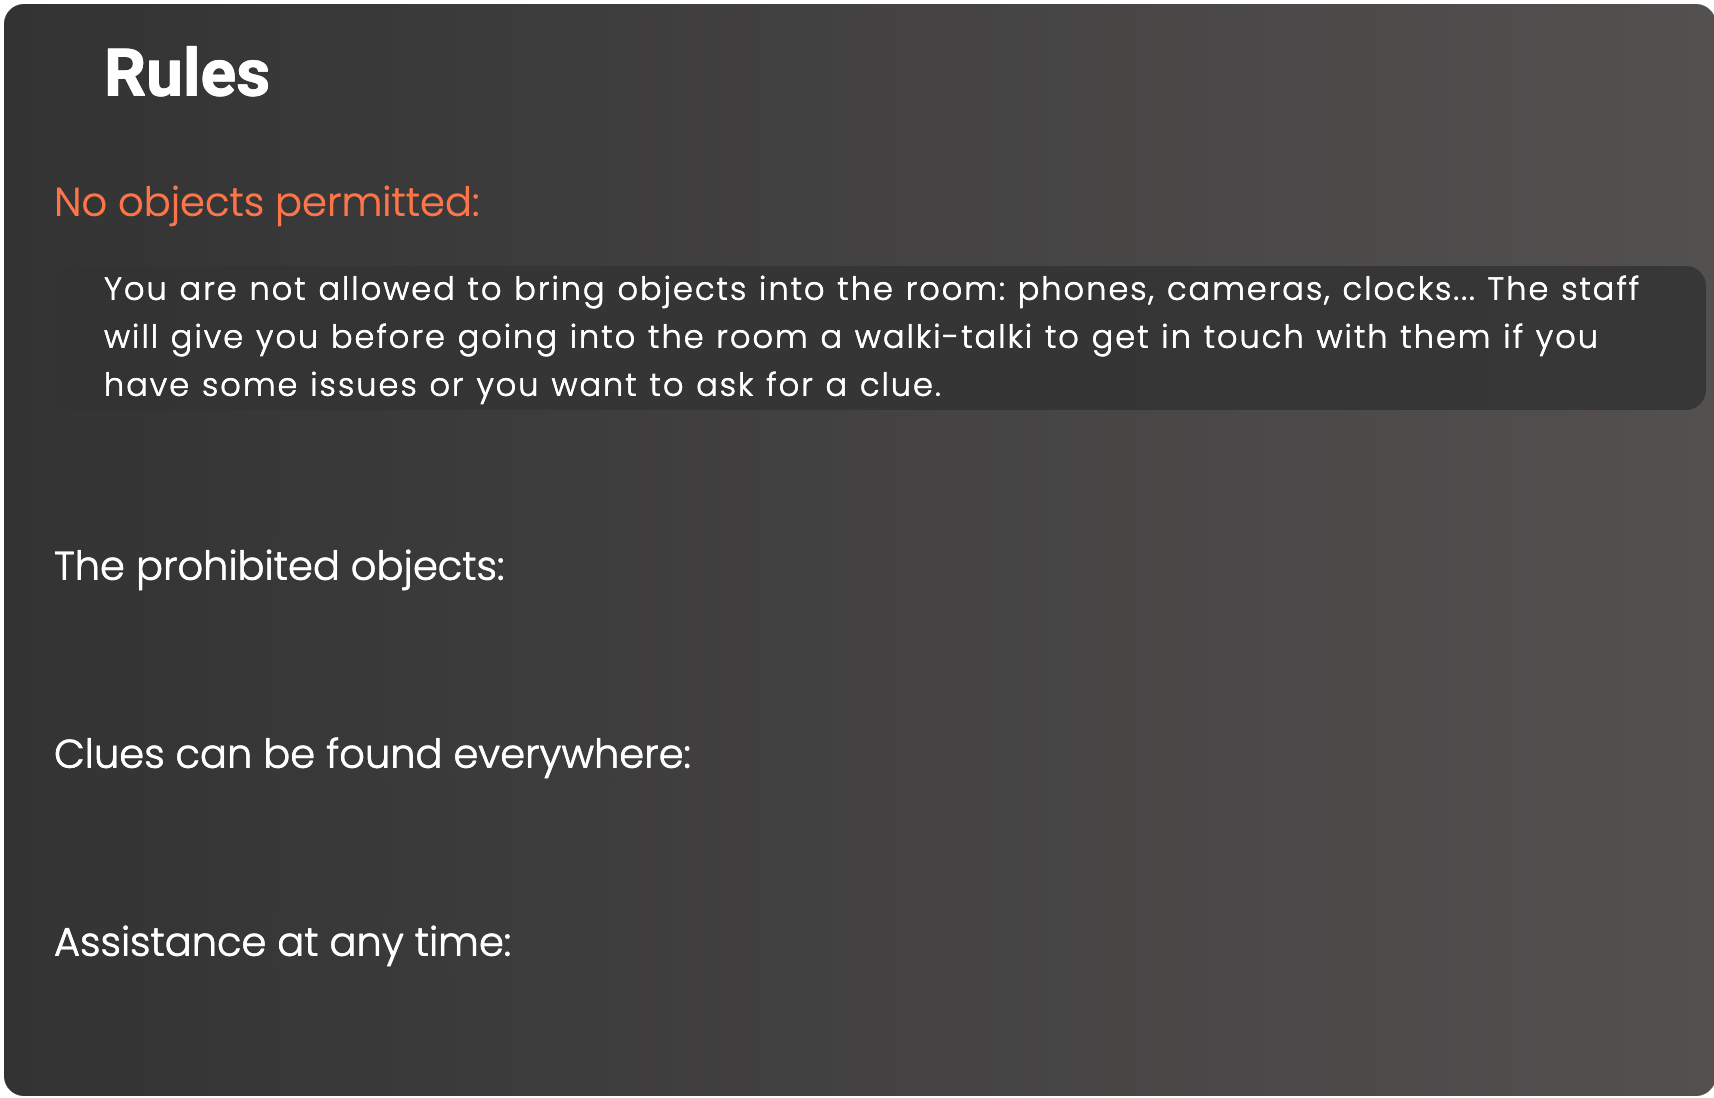 Rules
No objects permitted:
You are not allowed to bring objects into the room: phones, cameras, clocks... The staff
will give you before going into the room a walki-talki to get in touch with them if you
have some issues or you want to ask for a clue.
The prohibited objects:
Clues can be found everywhere:
Assistance at any time: